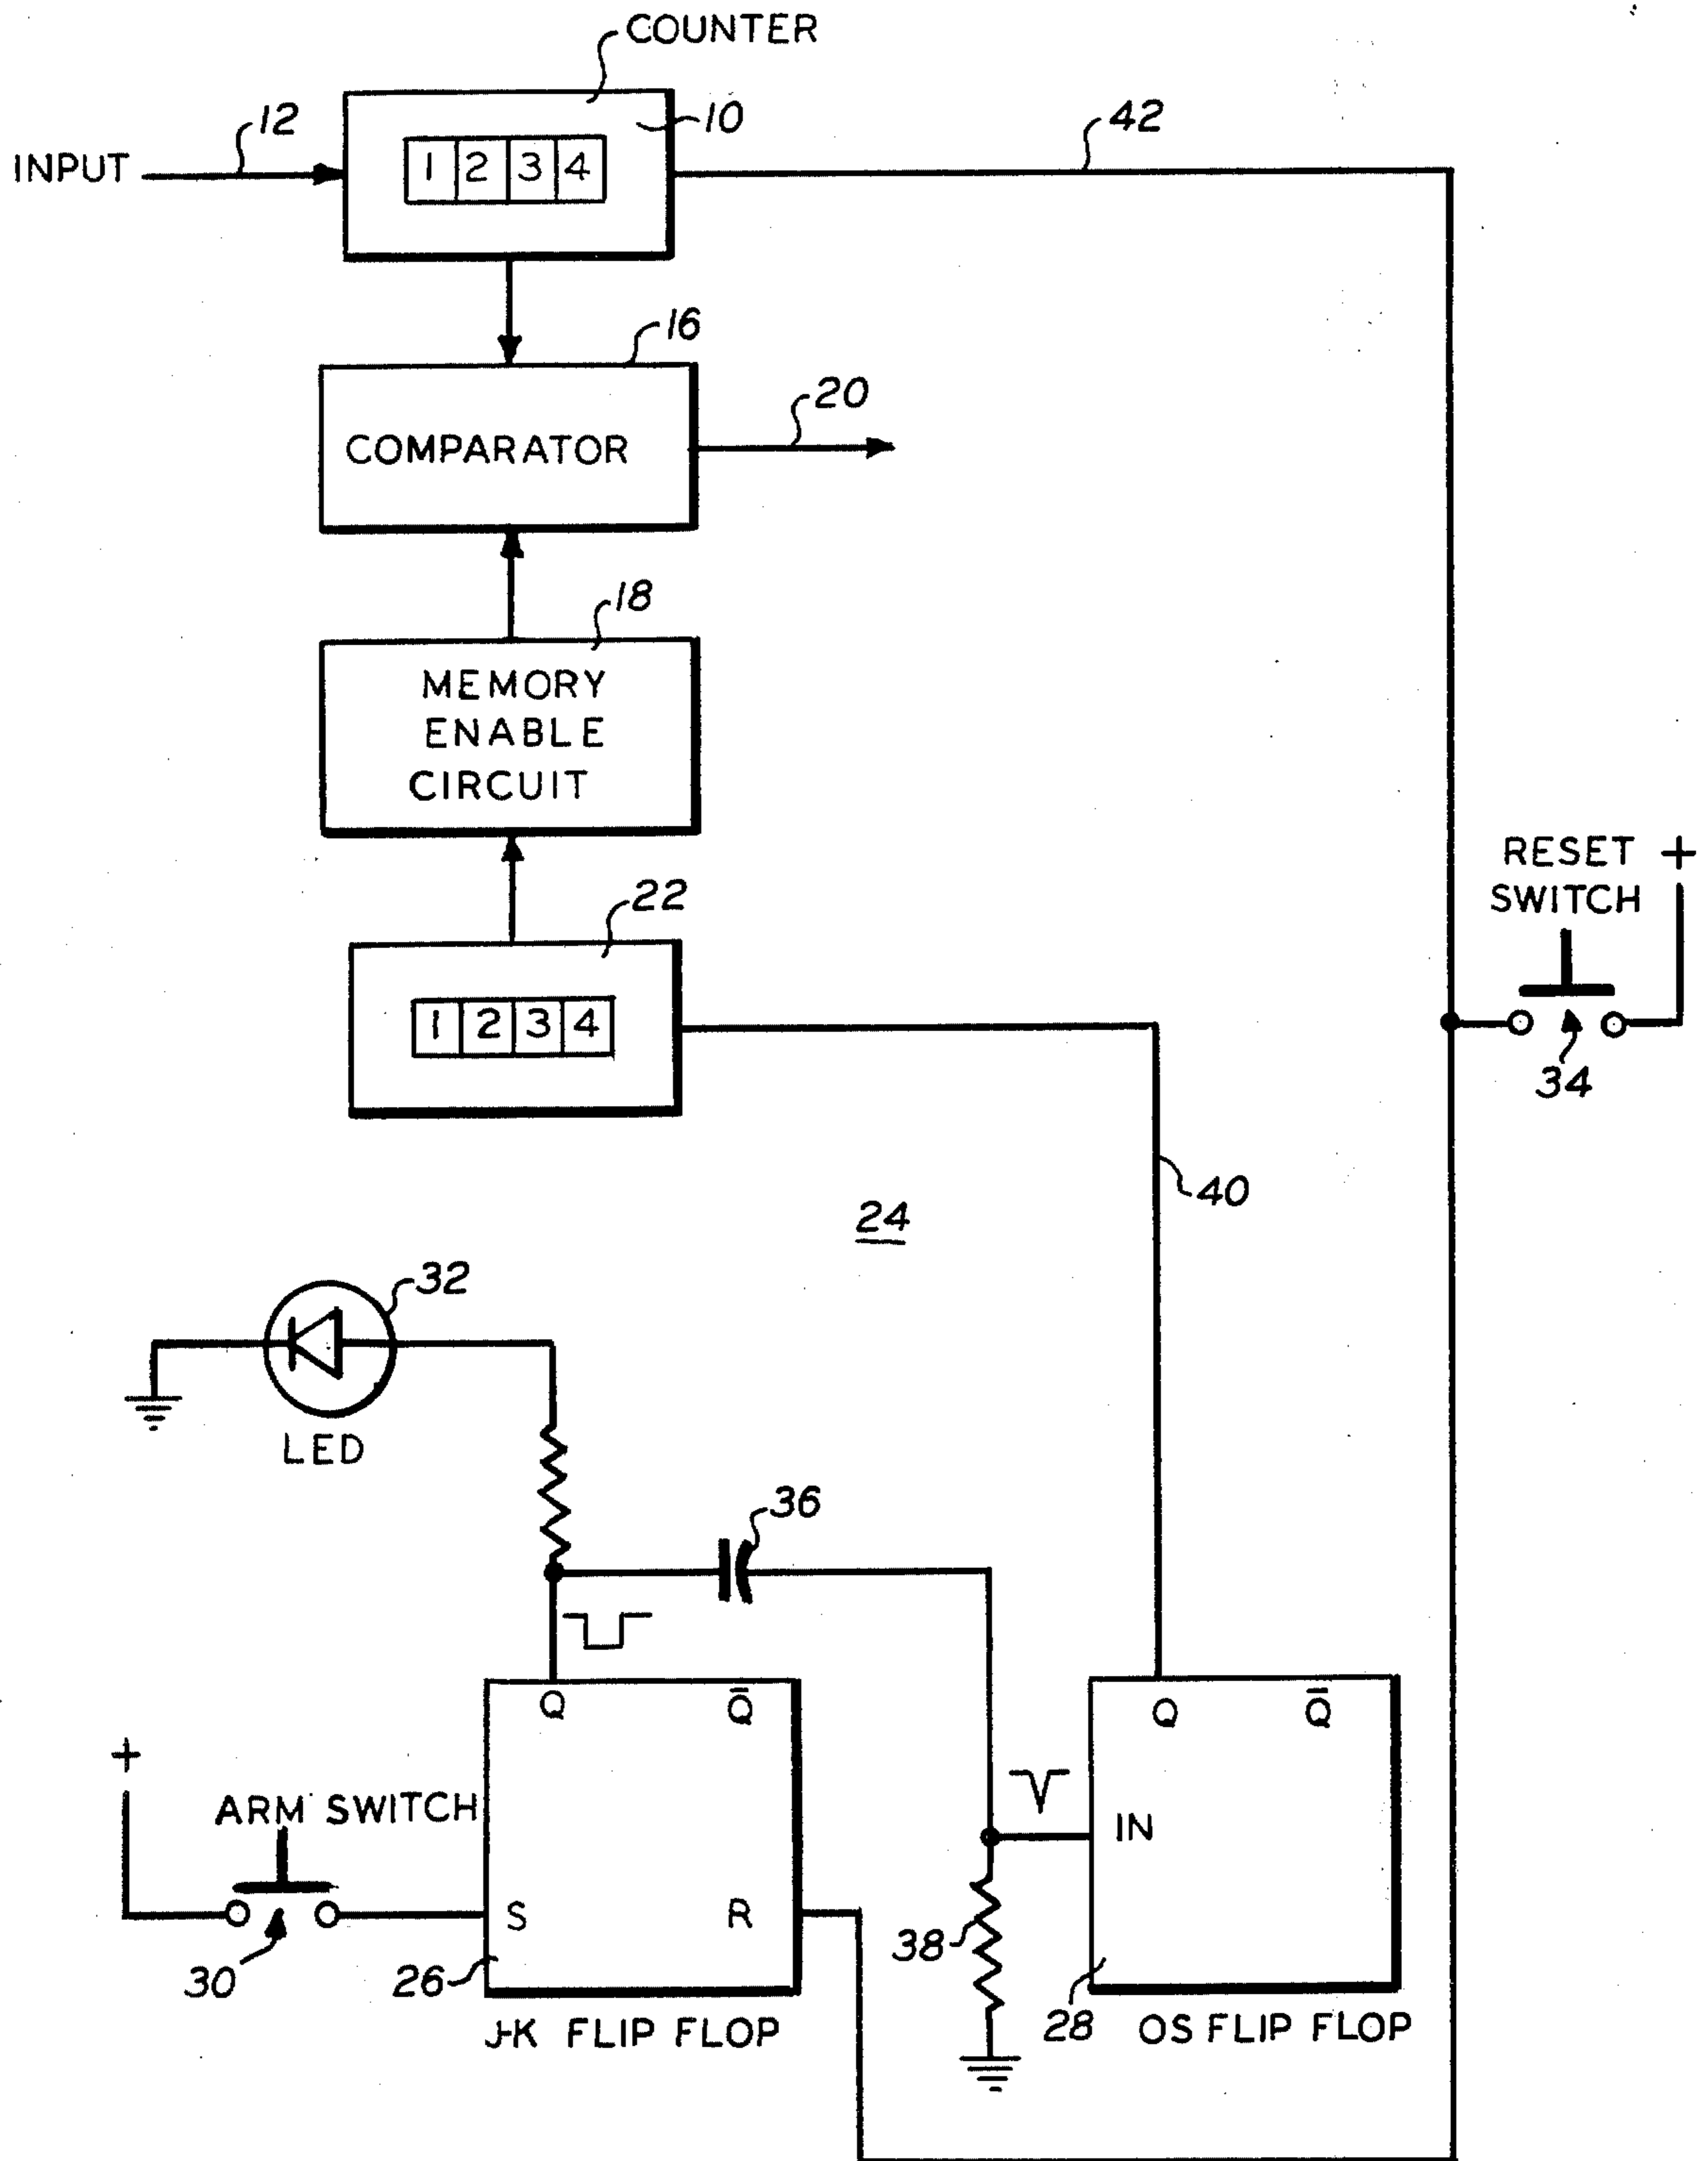 COUNTER
INPUT
12
10
42
1 2 3 4
16
20
COMPARATOR
18
MEMORY
ENABLE
CIRCUIT
RESET +
SWITCH
22
1 2 3 4
34
40
24
32
LED
36
Q Q̄
Q Q̄
+
ARM SWITCH
IN
S R
30
26
38
28
J-K FLIP FLOP
OS FLIP FLOP